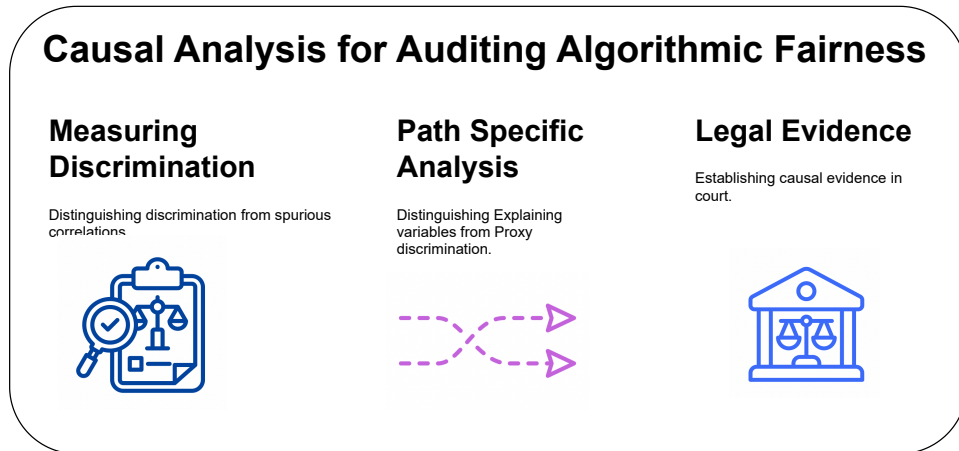 Causal Analysis for Auditing Algorithmic Fairness
Measuring
Discrimination
Distinguishing discrimination from spurious
correlations
Path Specific
Analysis
Distinguishing Explaining
variables from Proxy
discrimination.
Legal Evidence
Establishing causal evidence in
court.